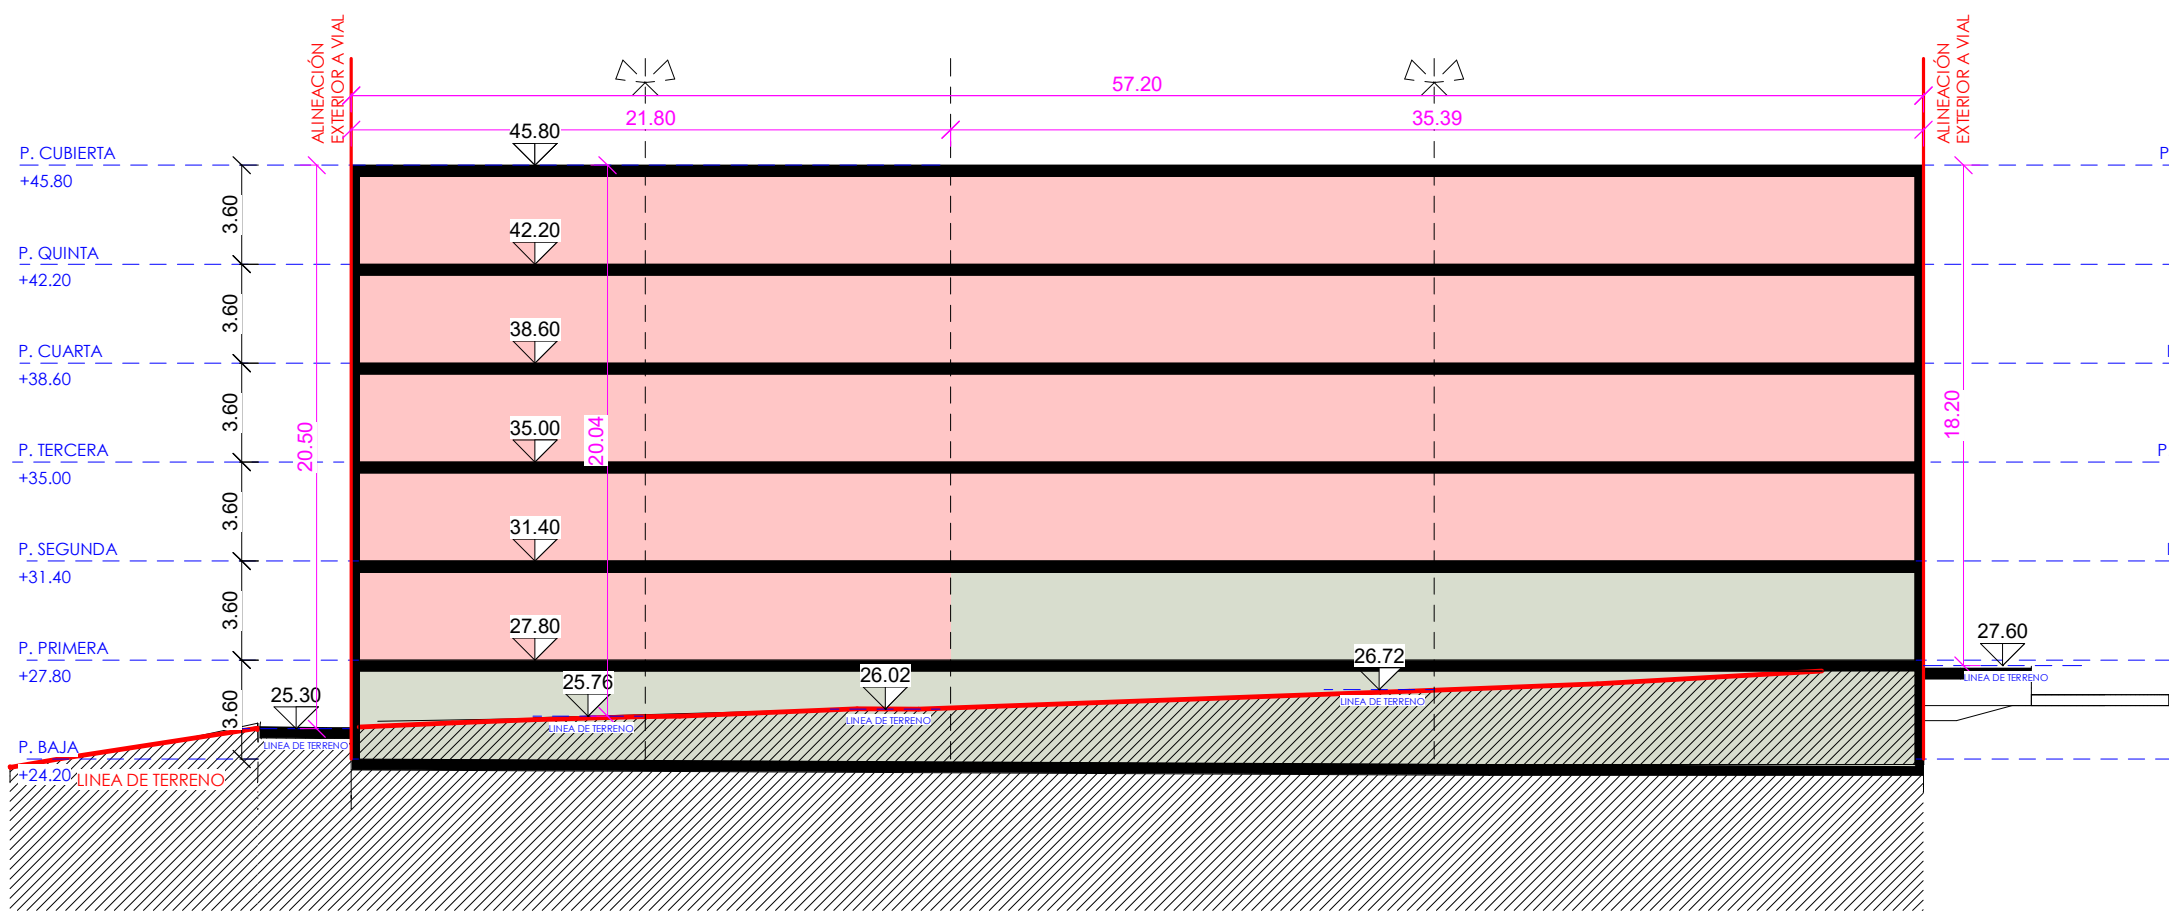 ALINEACIÓN
EXTERIOR A VIAL
ALINEACIÓN
EXTERIOR A VIAL
57.20
21.80
35.39
45.80
P. CUBIERTA
+45.80
P
3.60
42.20
P. QUINTA
+42.20
3.60
38.60
P. CUARTA
+38.60
3.60
20.50
35.00
20.04
18.20
P. TERCERA
+35.00
P
3.60
31.40
P. SEGUNDA
+31.40
3.60
27.80
P. PRIMERA
+27.80
27.60
LINEA DE TERRENO
26.72
LINEA DE TERRENO
26.02
LINEA DE TERRENO
25.76
LINEA DE TERRENO
25.30
LINEA DE TERRENO
3.60
P. BAJA
+24.20
LINEA DE TERRENO